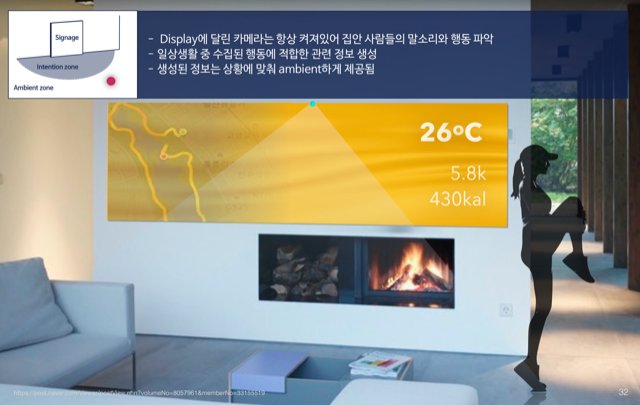 Signage
Intention zone
Ambient zone
- Display에 달린 카메라는 항상 켜져있어 집안 사람들의 말소리와 행동 파악
- 일상생활 중 수집된 행동에 적합한 관련 정보 생성
- 생성된 정보는 상황에 맞춰 ambient하게 제공됨
26°C
5.8k
430kal
32